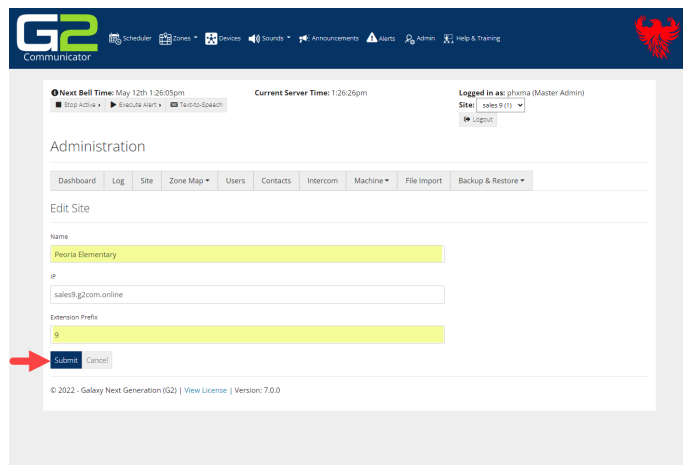 G2 Communicator
Scheduler Zones Devices Sounds Announcements Alerts Admin Help & Training
Next Bell Time: May 12th 1:26:05pm Current Server Time: 1:26:26pm Logged in as: phxma (Master Admin)
Stop Active Execute Alert Text-to-Speech Site: sales 9 (1)
Logout
Administration
Dashboard Log Site Zone Map Users Contacts Intercom Machine File Import Backup & Restore
Edit Site
Name
Peoria Elementary
IP
sales9.g2com.online
Extension Prefix
9
Submit Cancel
© 2022 - Galaxy Next Generation (G2) | View License | Version: 7.0.0